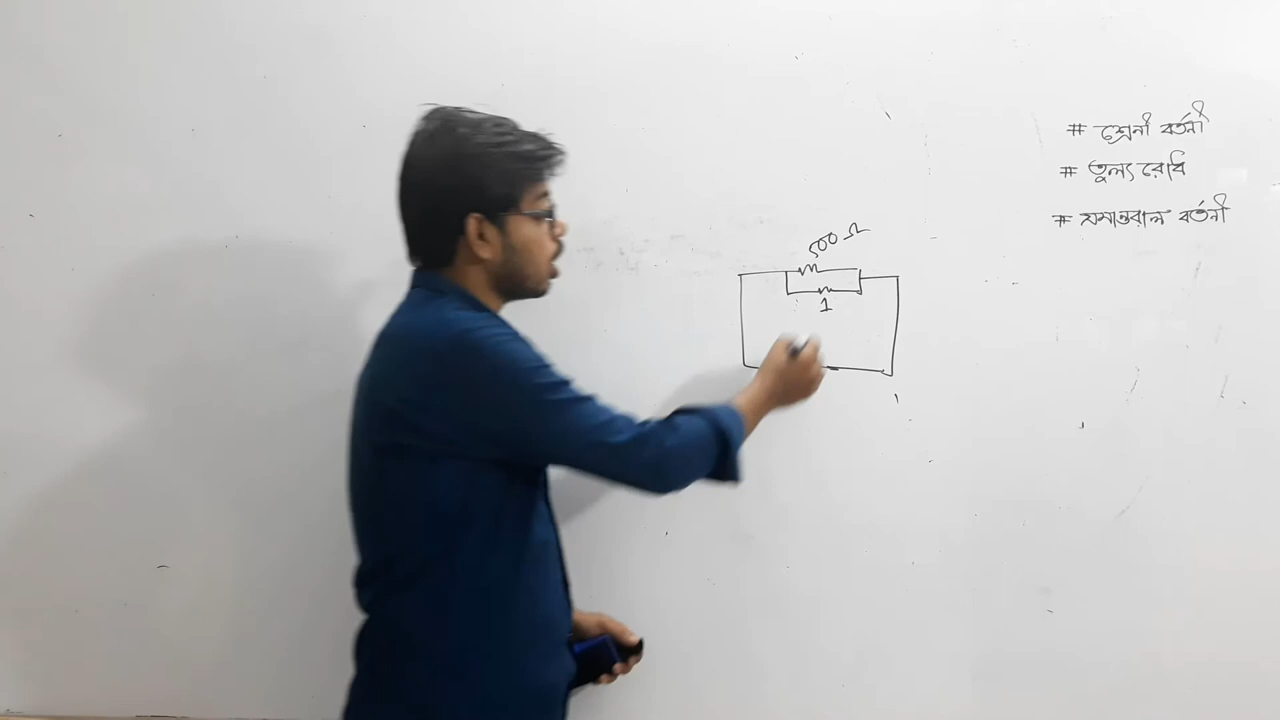 # শ্রেনী বর্তনী
# তুল্য রোধ
# সমান্তরাল বর্তনী
500 Ω
1